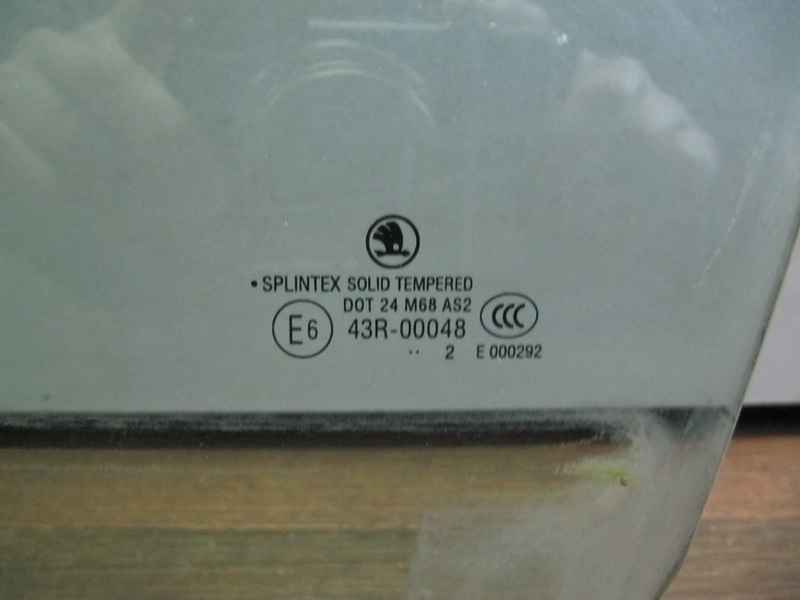 • SPLINTEX SOLID TEMPERED
DOT 24 M68 AS2
E6 43R-00048 CCC
·· 2 E 000292